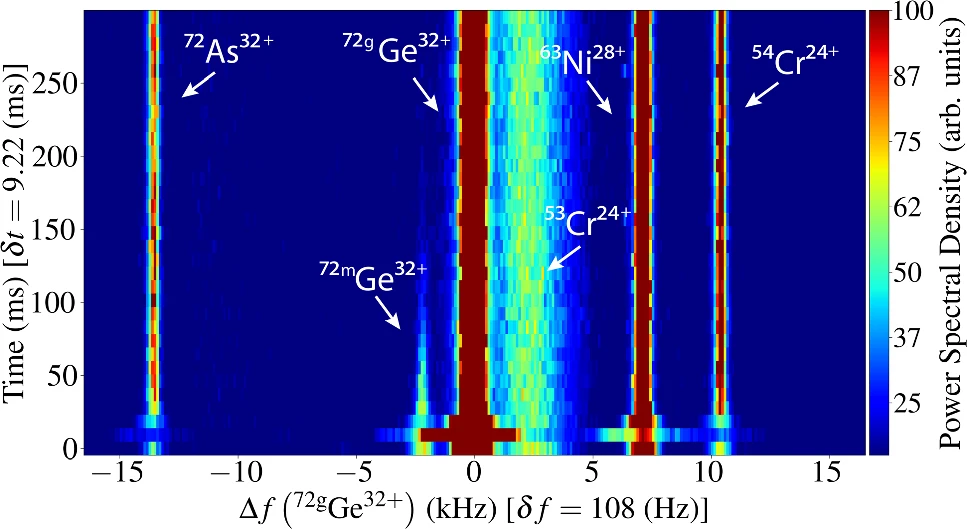 100
87
75
62
50
37
25
Power Spectral Density (arb. units)
⁷²As³²⁺
⁷²ᵍGe³²⁺
⁶³Ni²⁸⁺
⁵⁴Cr²⁴⁺
⁵³Cr²⁴⁺
⁷²ᵐGe³²⁺
250
200
150
100
50
0
Time (ms) [δt = 9.22 (ms)]
−15 −10 −5 0 5 10 15
Δf (⁷²ᵍGe³²⁺) (kHz) [δf = 108 (Hz)]